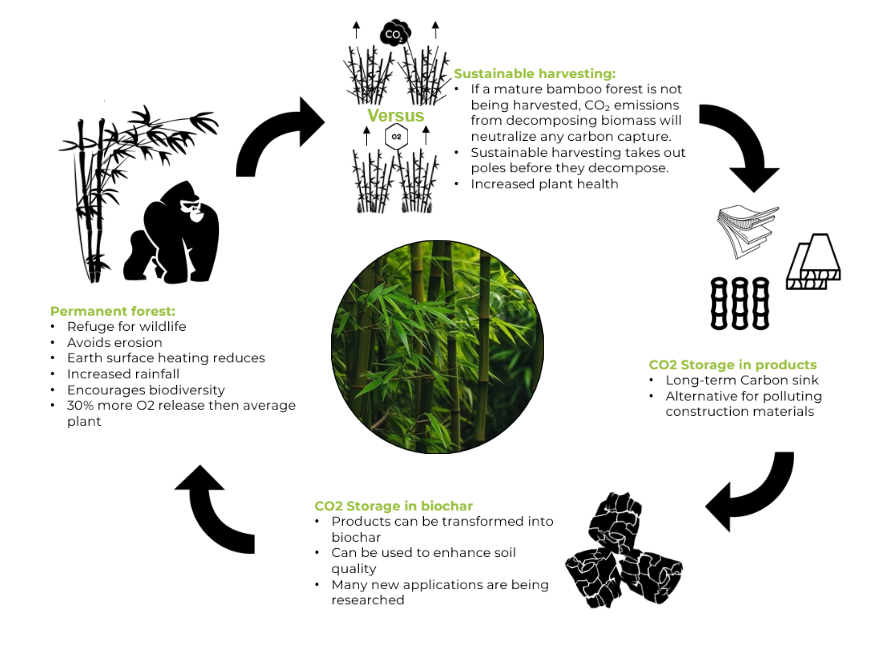 CO2
Versus
O2
Sustainable harvesting:
• If a mature bamboo forest is not
being harvested, CO₂ emissions
from decomposing biomass will
neutralize any carbon capture.
• Sustainable harvesting takes out
poles before they decompose.
• Increased plant health
Permanent forest:
• Refuge for wildlife
• Avoids erosion
• Earth surface heating reduces
• Increased rainfall
• Encourages biodiversity
• 30% more O2 release then average
plant
CO2 Storage in products
• Long-term Carbon sink
• Alternative for polluting
construction materials
CO2 Storage in biochar
• Products can be transformed into
biochar
• Can be used to enhance soil
quality
• Many new applications are being
researched